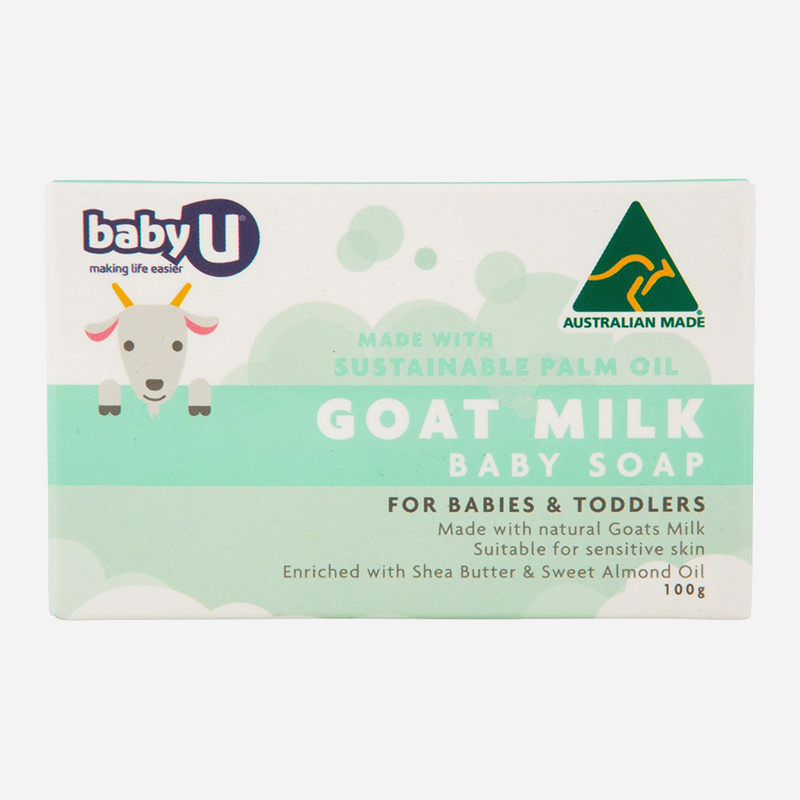 baby U®
making life easier
AUSTRALIAN MADE
MADE WITH
SUSTAINABLE PALM OIL
GOAT MILK
BABY SOAP
FOR BABIES & TODDLERS
Made with natural Goats Milk
Suitable for sensitive skin
Enriched with Shea Butter & Sweet Almond Oil
100g